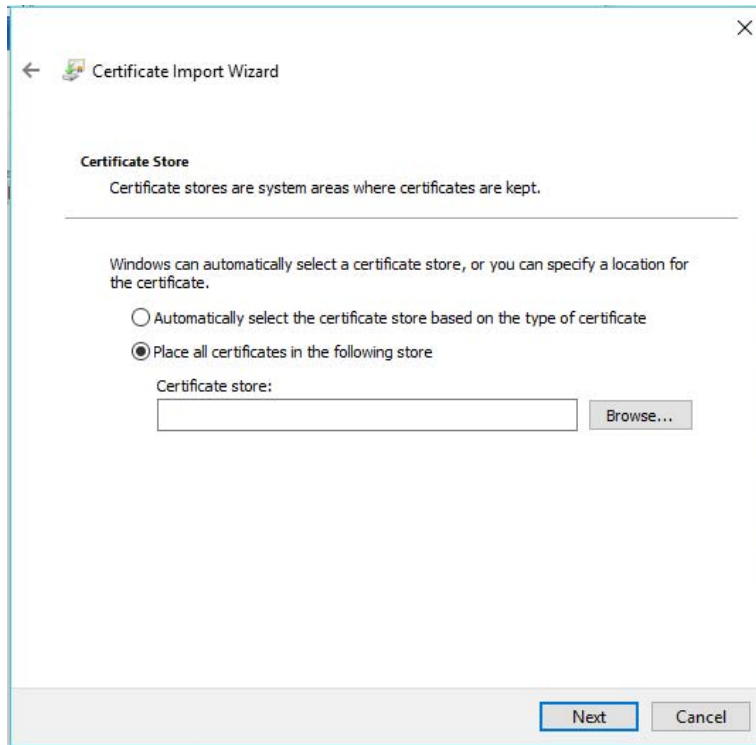 Certificate Import Wizard
Certificate Store
Certificate stores are system areas where certificates are kept.
Windows can automatically select a certificate store, or you can specify a location for
the certificate.
Automatically select the certificate store based on the type of certificate
Place all certificates in the following store
Certificate store:
Browse...
Next
Cancel